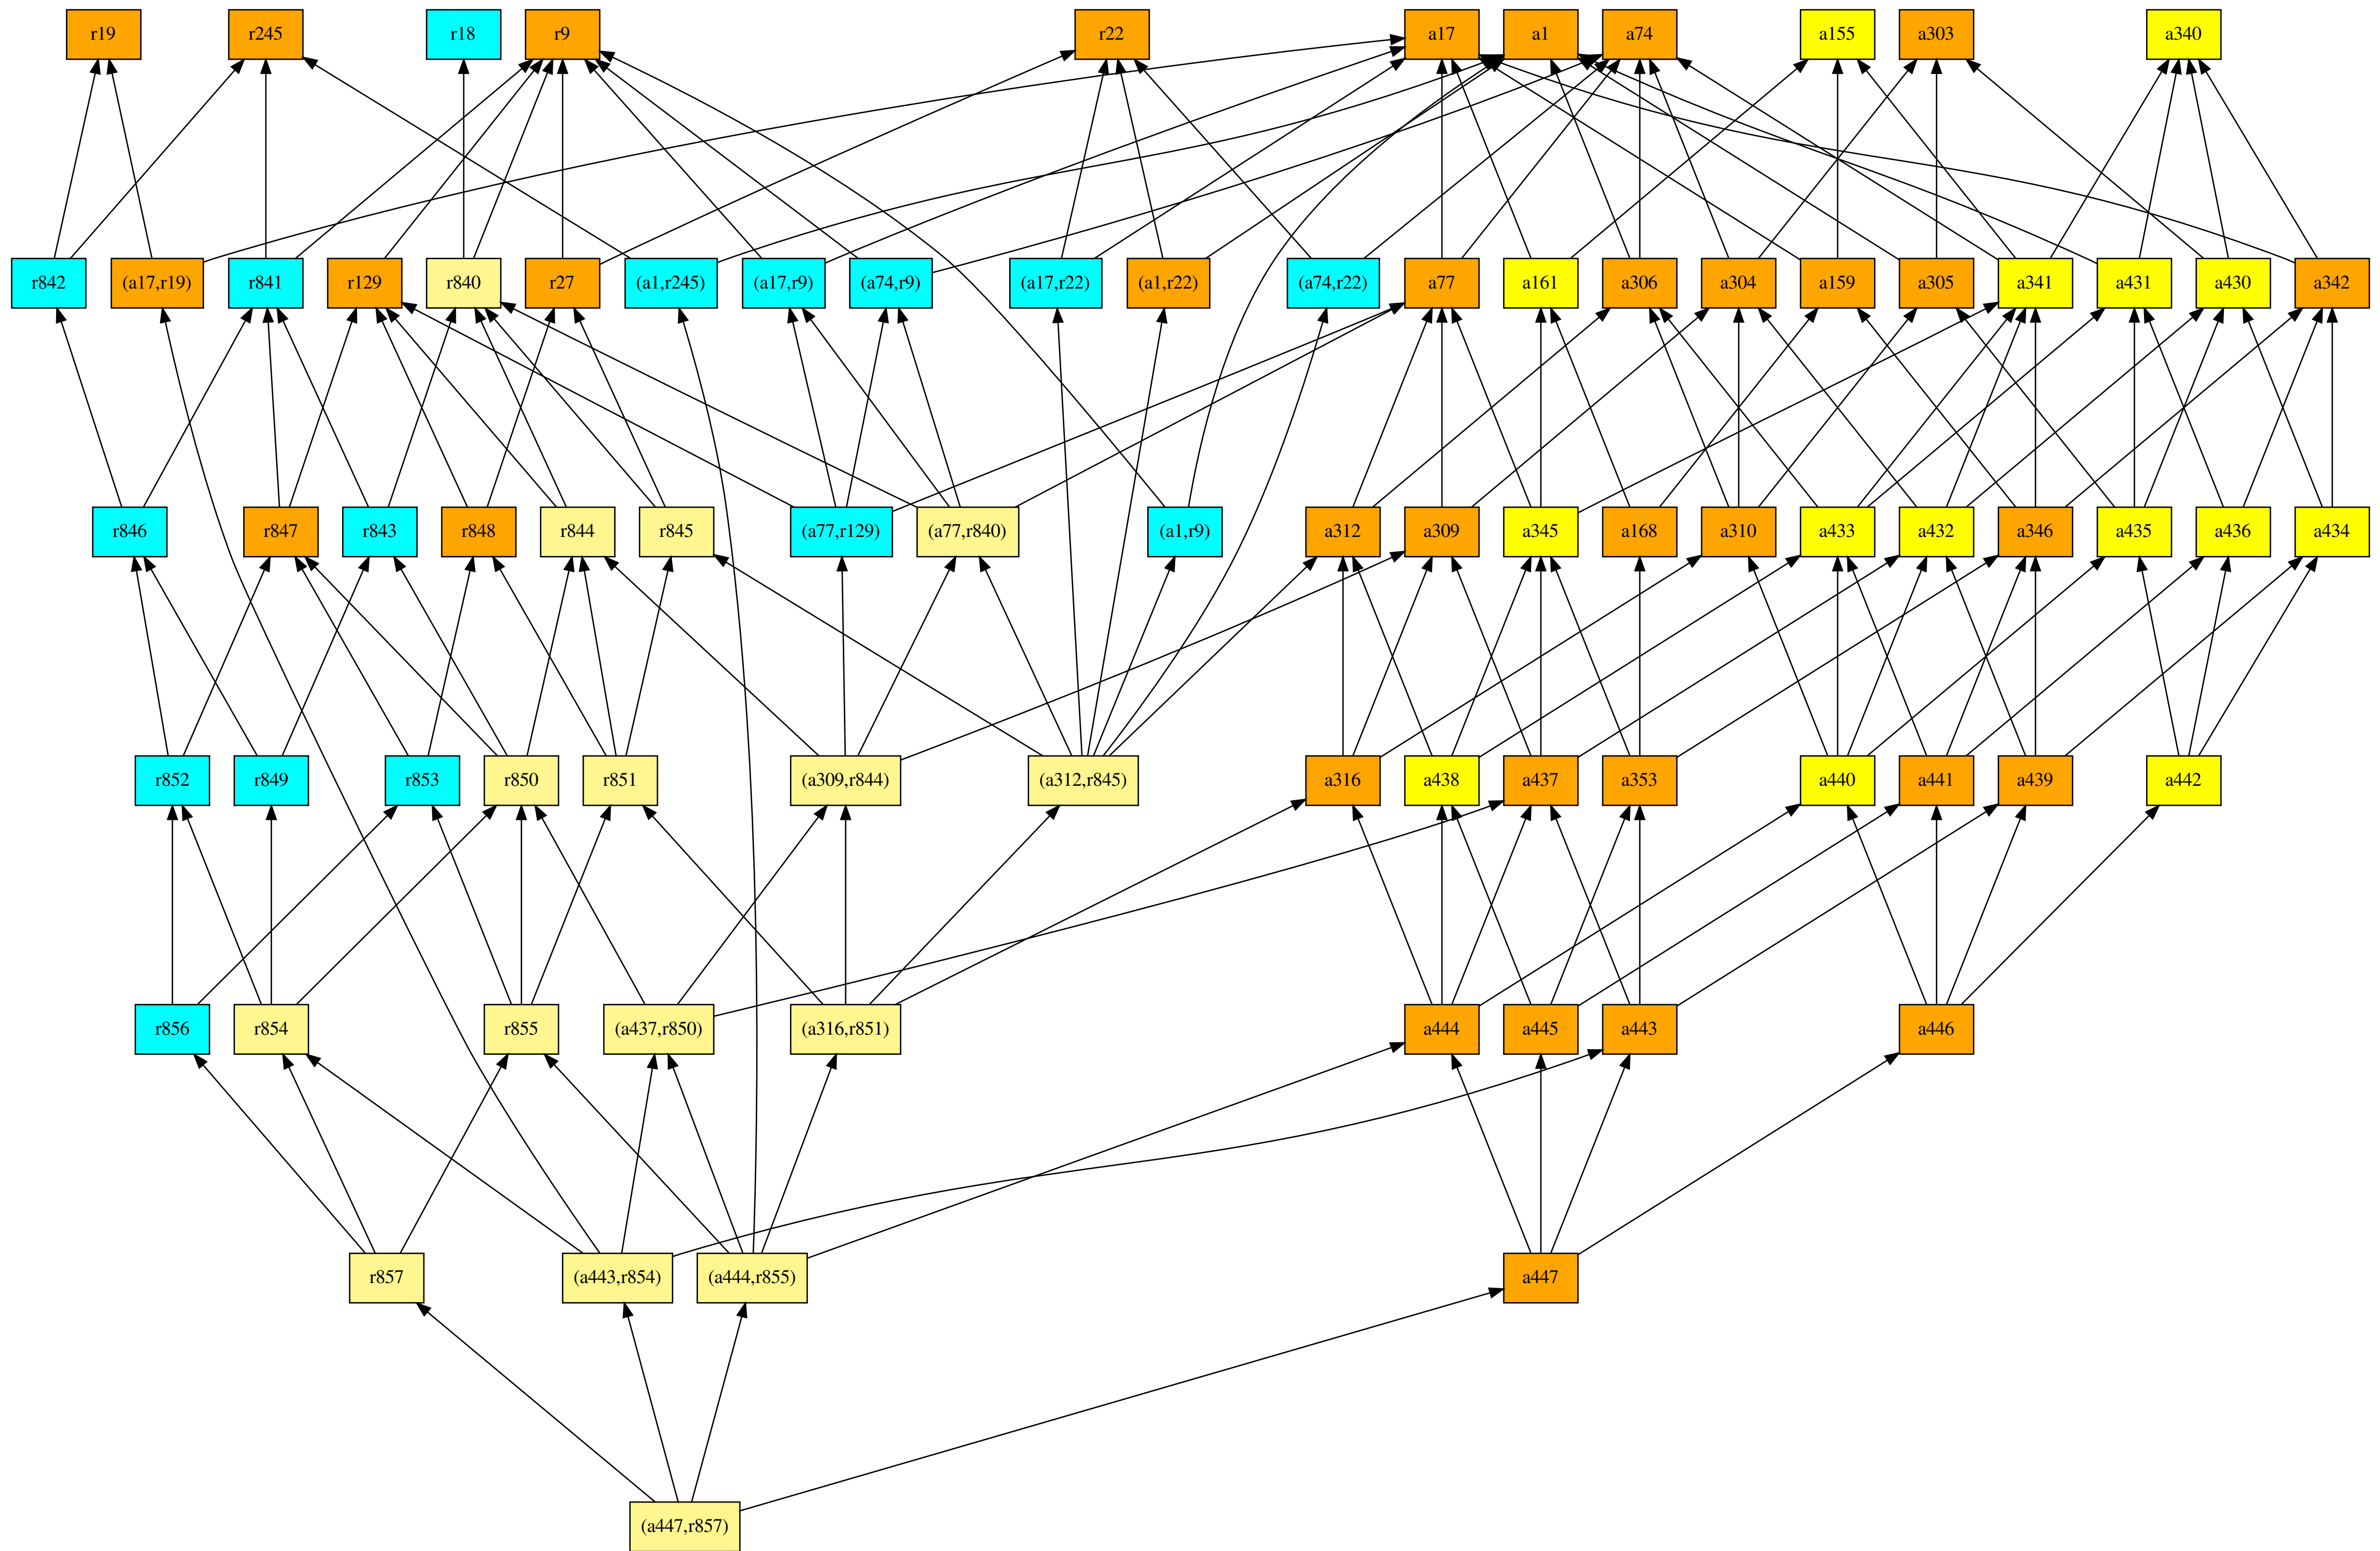 r19 r245 r18 r9 r22 a17 a1 a74 a155 a303 a340
r842 (a17,r19) r841 r129 r840 r27 (a1,r245) (a17,r9) (a74,r9) (a17,r22) (a1,r22) (a74,r22) a77 a161 a306 a304 a159 a305 a341 a431 a430 a342
r846 r847 r843 r848 r844 r845 (a77,r129) (a77,r840) (a1,r9) a312 a309 a345 a168 a310 a433 a432 a346 a435 a436 a434
r852 r849 r853 r850 r851 (a309,r844) (a312,r845) a316 a438 a437 a353 a440 a441 a439 a442
r856 r854 r855 (a437,r850) (a316,r851) a444 a445 a443 a446
r857 (a443,r854) (a444,r855) a447
(a447,r857)